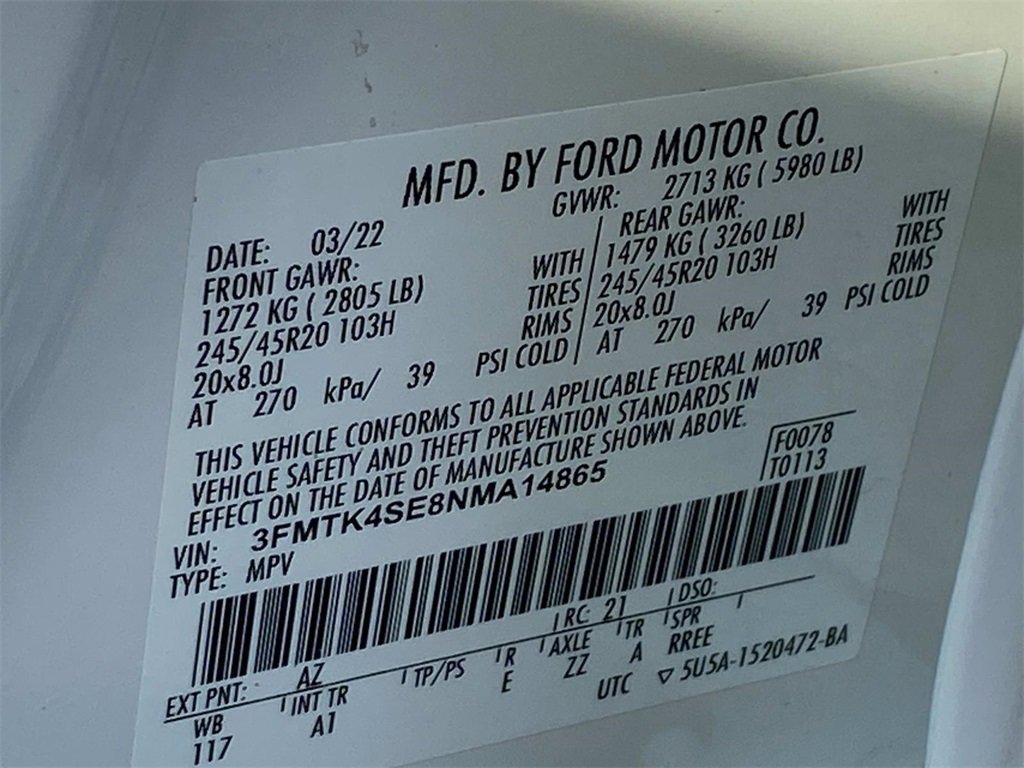 MFD. BY FORD MOTOR CO.
DATE: 03/22 GVWR: 2713 KG ( 5980 LB)
FRONT GAWR: REAR GAWR:
1272 KG ( 2805 LB) WITH 1479 KG ( 3260 LB) WITH
245/45R20 103H TIRES 245/45R20 103H TIRES
20x8.0J RIMS 20x8.0J RIMS
AT 270 kPa/ 39 PSI COLD AT 270 kPa/ 39 PSI COLD
THIS VEHICLE CONFORMS TO ALL APPLICABLE FEDERAL MOTOR
VEHICLE SAFETY AND THEFT PREVENTION STANDARDS IN
EFFECT ON THE DATE OF MANUFACTURE SHOWN ABOVE.
F0078
T0113
VIN: 3FMTK4SE8NMA14865
TYPE: MPV
EXT PNT: AZ RC: 21 DSO:
WB INT TR TP/PS R AXLE TR SPR
117 A1 E ZZ A RREE
UTC ▽ 5U5A-1520472-BA